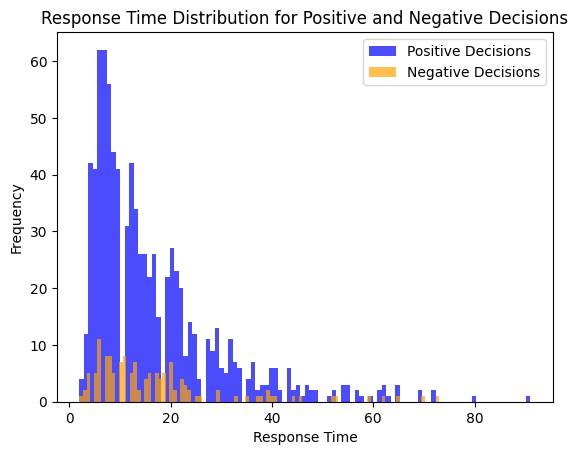 Response Time Distribution for Positive and Negative Decisions
Positive Decisions
Negative Decisions
Frequency
60
50
40
30
20
10
0
0 20 40 60 80
Response Time